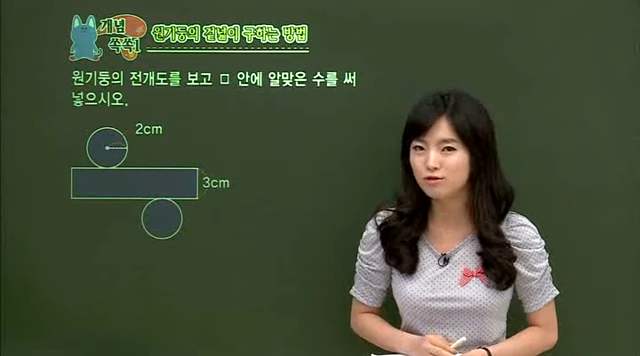 개념
쏙쏙1
원기둥의 겉넓이 구하는 방법
원기둥의 전개도를 보고 □ 안에 알맞은 수를 써
넣으시오.
2cm
3cm